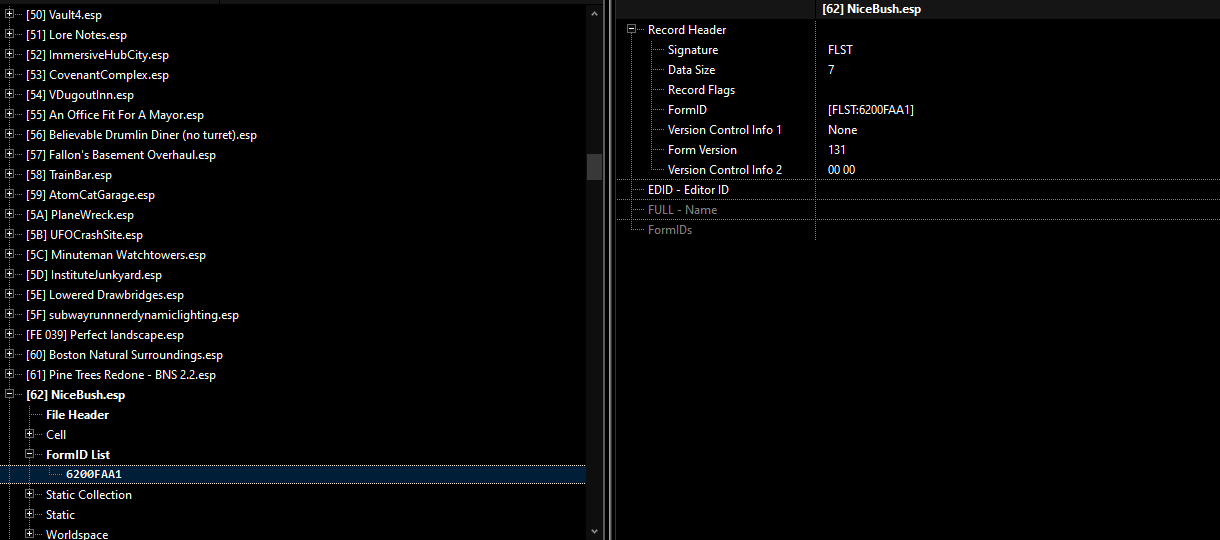 [50] Vault4.esp
[51] Lore Notes.esp
[52] ImmersiveHubCity.esp
[53] CovenantComplex.esp
[54] VDugoutInn.esp
[55] An Office Fit For A Mayor.esp
[56] Believable Drumlin Diner (no turret).esp
[57] Fallon's Basement Overhaul.esp
[58] TrainBar.esp
[59] AtomCatGarage.esp
[5A] PlaneWreck.esp
[5B] UFOCrashSite.esp
[5C] Minuteman Watchtowers.esp
[5D] InstituteJunkyard.esp
[5E] Lowered Drawbridges.esp
[5F] subwayrunnnerdynamiclighting.esp
[FE 039] Perfect landscape.esp
[60] Boston Natural Surroundings.esp
[61] Pine Trees Redone - BNS 2.2.esp
[62] NiceBush.esp
File Header
Cell
FormID List
6200FAA1
Static Collection
Static
Worldspace
[62] NiceBush.esp
Record Header
Signature FLST
Data Size 7
Record Flags
FormID [FLST:6200FAA1]
Version Control Info 1 None
Form Version 131
Version Control Info 2 00 00
EDID - Editor ID
FULL - Name
FormIDs